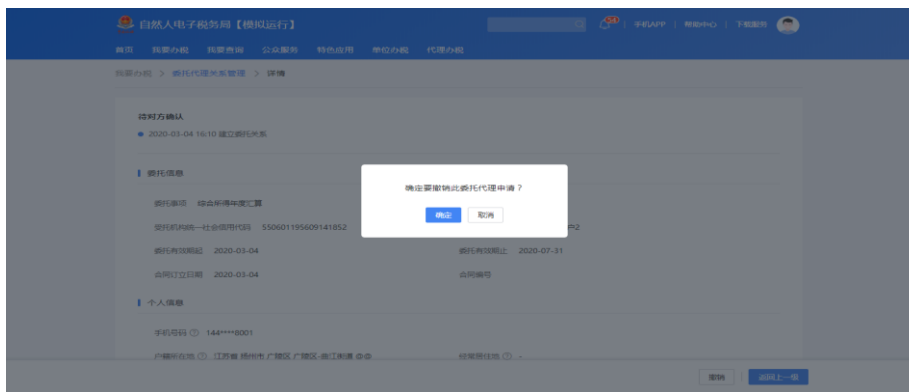 自然人电子税务局【模拟运行】
手机APP | 帮助中心 | 下载服务
首页 我要办税 我要查询 公众服务 特色应用 单位办税 代理办税
我要办税 > 委托代理关系管理 > 详情
待对方确认
2020-03-04 16:10 建立委托关系
委托信息
确定要撤销此委托代理申请？
委托事项 综合所得年度汇算
确定 取消
受托机构统一社会信用代码 550601195609141852 户2
委托有效期起 2020-03-04 委托有效期止 2020-07-31
合同订立日期 2020-03-04 合同编号
个人信息
手机号码 144****8001
户籍所在地 江苏省 扬州市 广陵区 广陵区-曲江街道 @@ 经常居住地 -
撤销 返回上一级